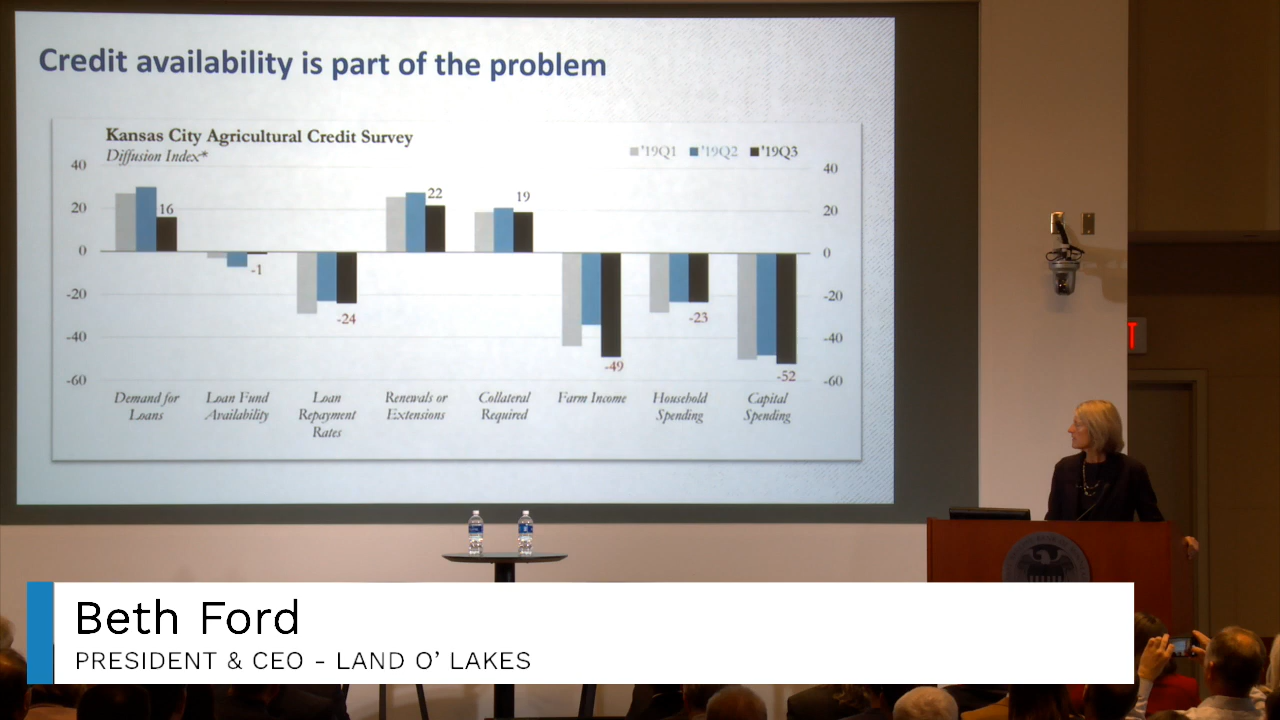 Credit availability is part of the problem
Kansas City Agricultural Credit Survey
Diffusion Index*
'19Q1 '19Q2 '19Q3
40 40
20 20
0 0
-20 -20
-40 -40
-60 -60
16
-1
-24
22
19
-49
-23
-52
Demand for Loans
Loan Fund Availability
Loan Repayment Rates
Renewals or Extensions
Collateral Required
Farm Income
Household Spending
Capital Spending
T
Beth Ford
PRESIDENT & CEO - LAND O' LAKES